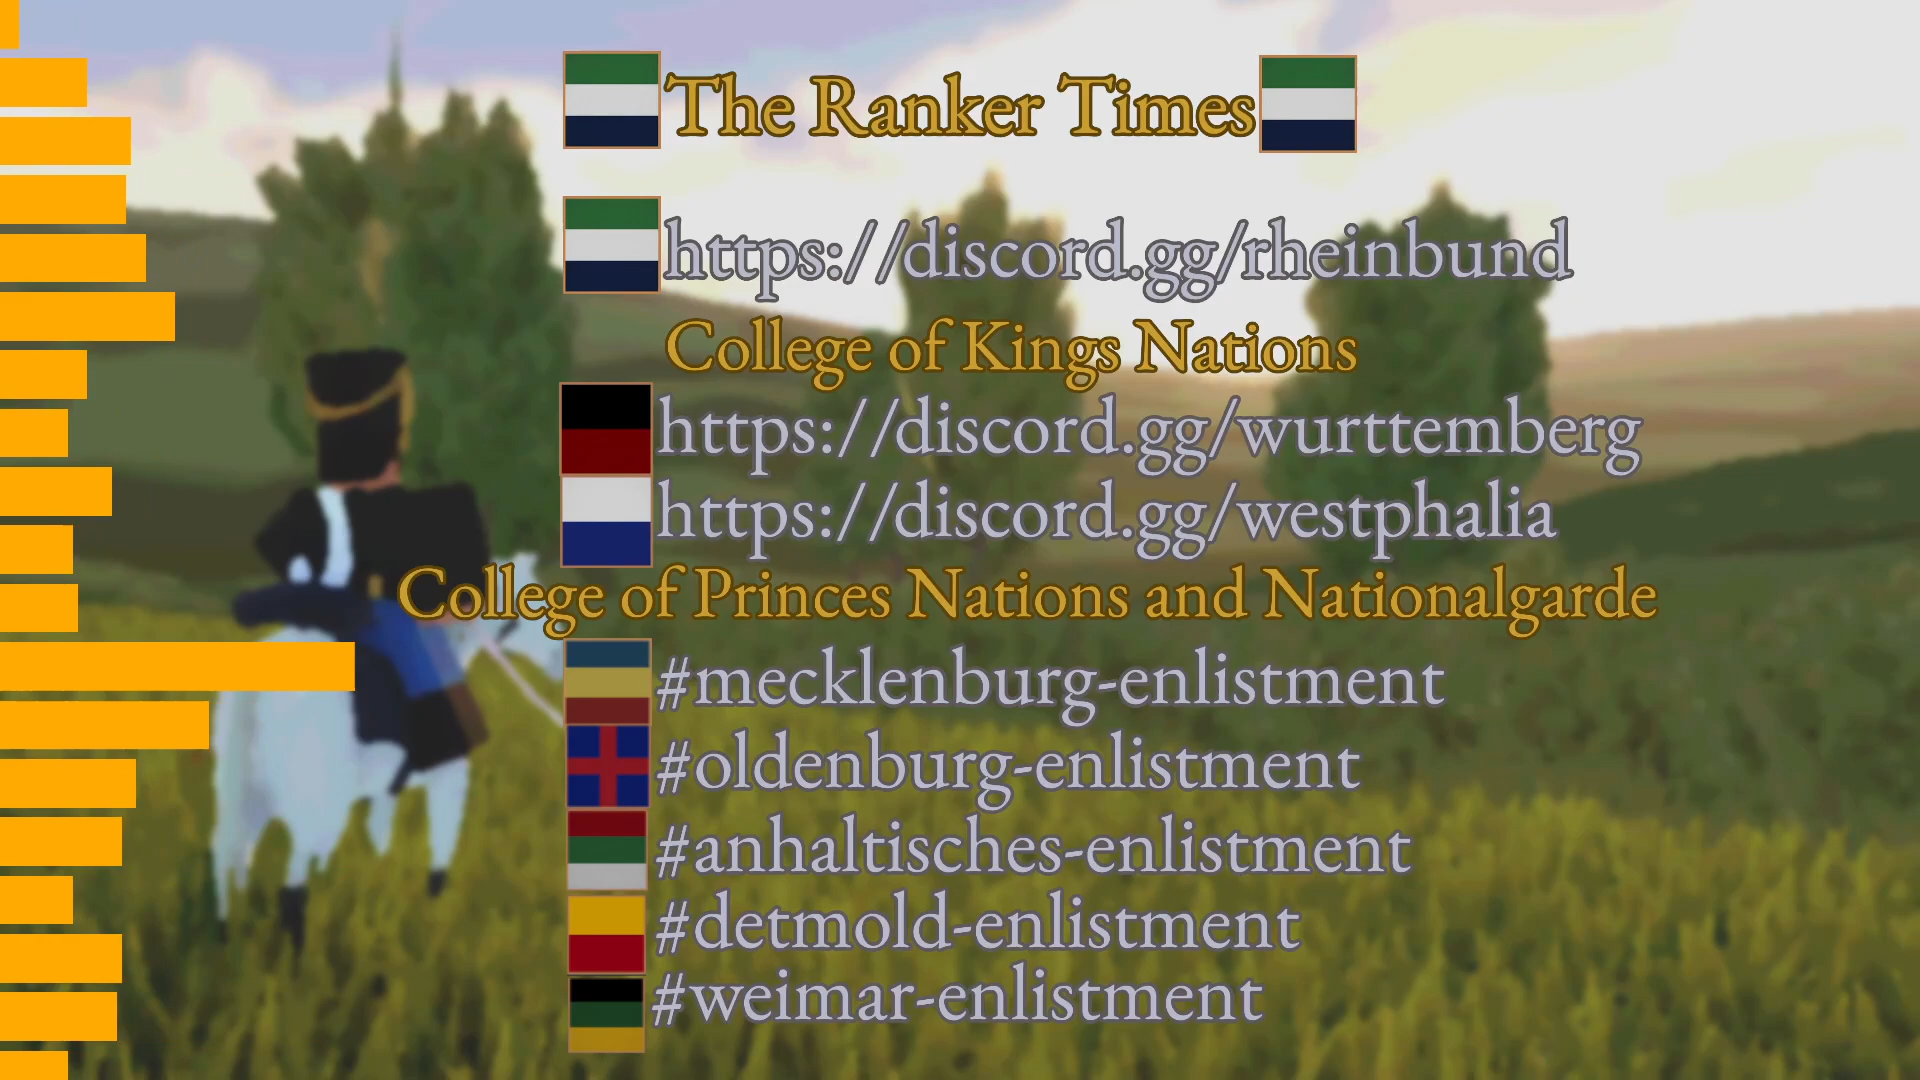 The Ranker Times
https://discord.gg/rheinbund
College of Kings Nations
https://discord.gg/wurttemberg
https://discord.gg/westphalia
College of Princes Nations and Nationalgarde
#mecklenburg-enlistment
#oldenburg-enlistment
#anhaltisches-enlistment
#detmold-enlistment
#weimar-enlistment